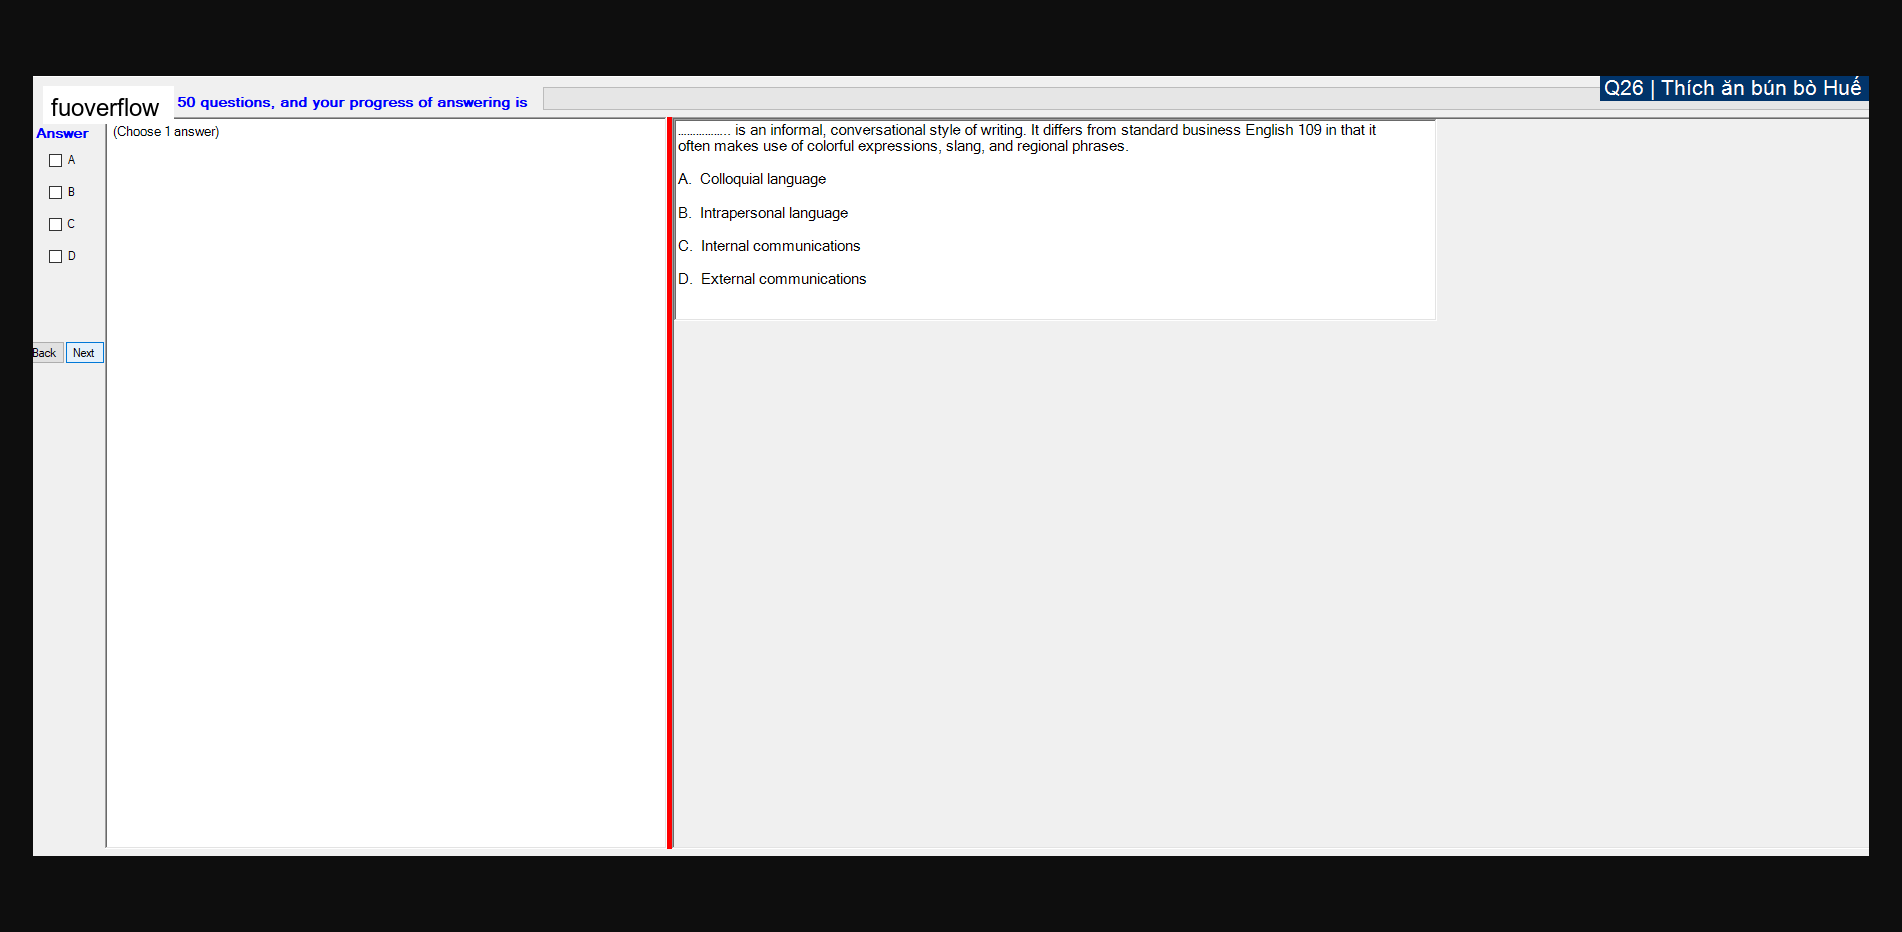 Q26 | Thích ăn bún bò Huế
fuoverflow 50 questions, and your progress of answering is
Answer
(Choose 1 answer)
A
B
C
D
Back Next
................ is an informal, conversational style of writing. It differs from standard business English 109 in that it
often makes use of colorful expressions, slang, and regional phrases.
A. Colloquial language
B. Intrapersonal language
C. Internal communications
D. External communications